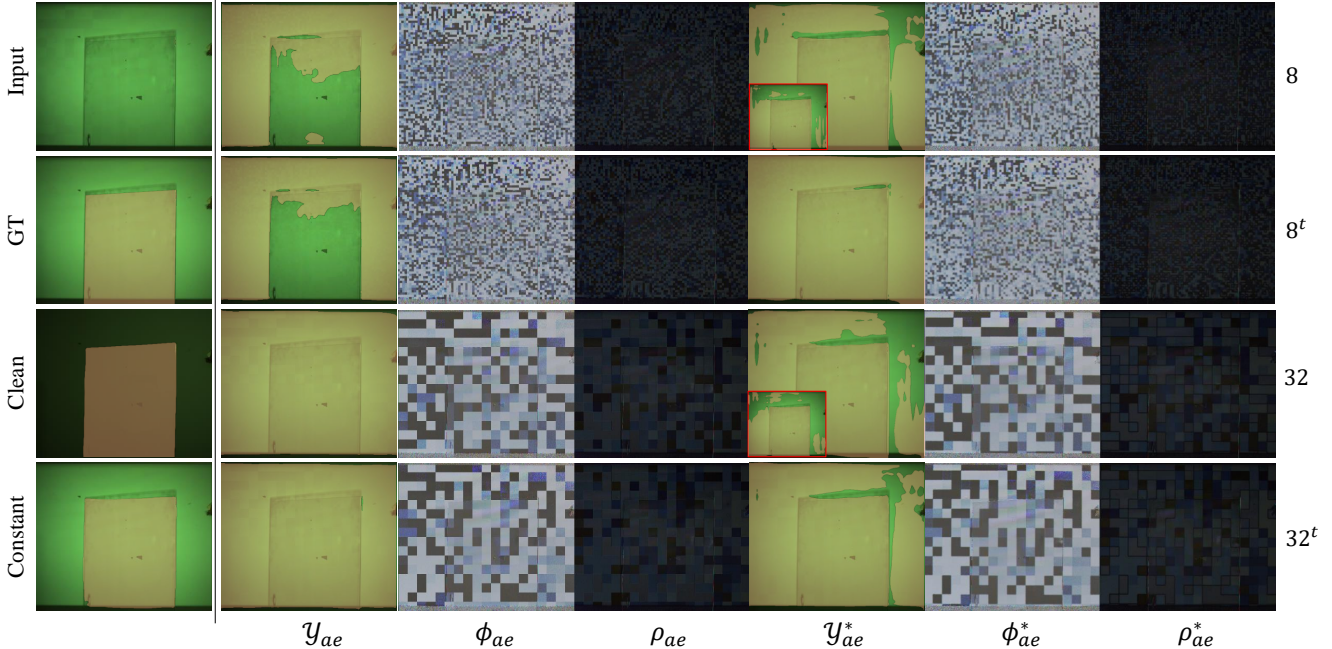 Input
8
GT
8^t
Clean
32
Constant
32^t
𝒴_ae ϕ_ae ρ_ae 𝒴*_ae ϕ*_ae ρ*_ae